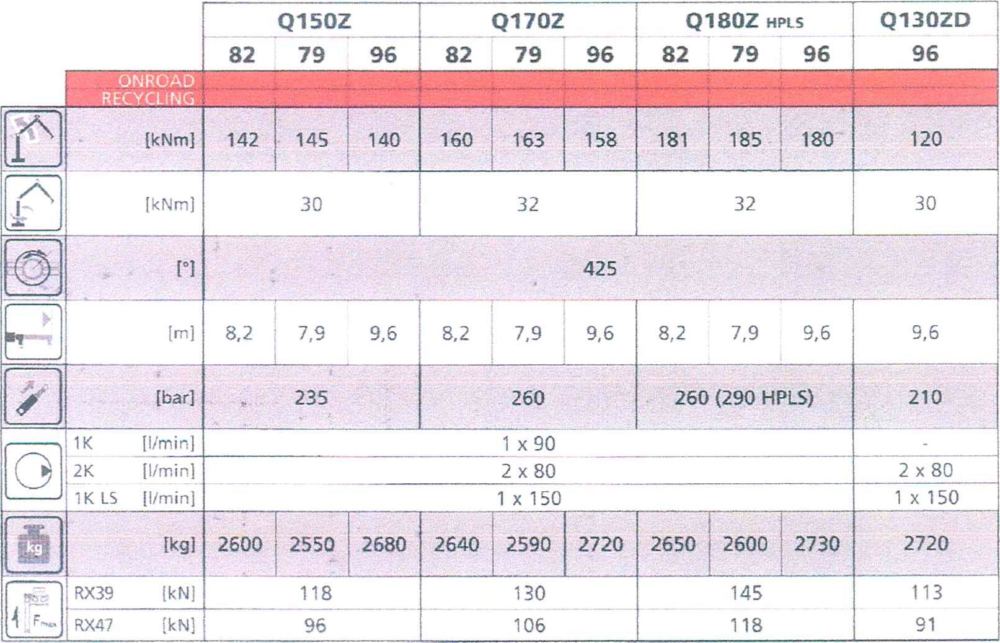 Q150Z Q170Z Q180Z HPLS Q130ZD
82 79 96 82 79 96 82 79 96 96
ONROAD
RECYCLING
[kNm] 142 145 140 160 163 158 181 185 180 120
[kNm] 30 32 32 30
[°] 425
[m] 8,2 7,9 9,6 8,2 7,9 9,6 8,2 7,9 9,6 9,6
[bar] 235 260 260 (290 HPLS) 210
1K [l/min] 1 x 90 -
2K [l/min] 2 x 80 2 x 80
1K LS [l/min] 1 x 150 1 x 150
kg [kg] 2600 2550 2680 2640 2590 2720 2650 2600 2730 2720
RX39 [kN] 118 130 145 113
Fmax RX47 [kN] 96 106 118 91